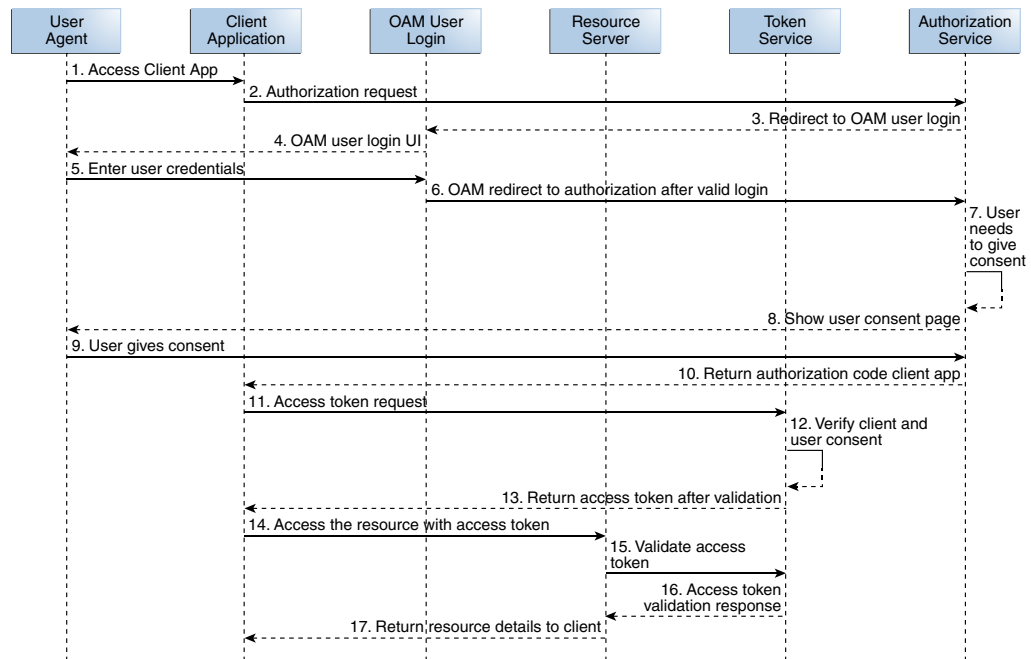 User
Agent
Client
Application
OAM User
Login
Resource
Server
Token
Service
Authorization
Service
1. Access Client App
2. Authorization request
3. Redirect to OAM user login
4. OAM user login UI
5. Enter user credentials
6. OAM redirect to authorization after valid login
7. User
needs
to give
consent
8. Show user consent page
9. User gives consent
10. Return authorization code client app
11. Access token request
12. Verify client and
user consent
13. Return access token after validation
14. Access the resource with access token
15. Validate access
token
16. Access token
validation response
17. Return resource details to client